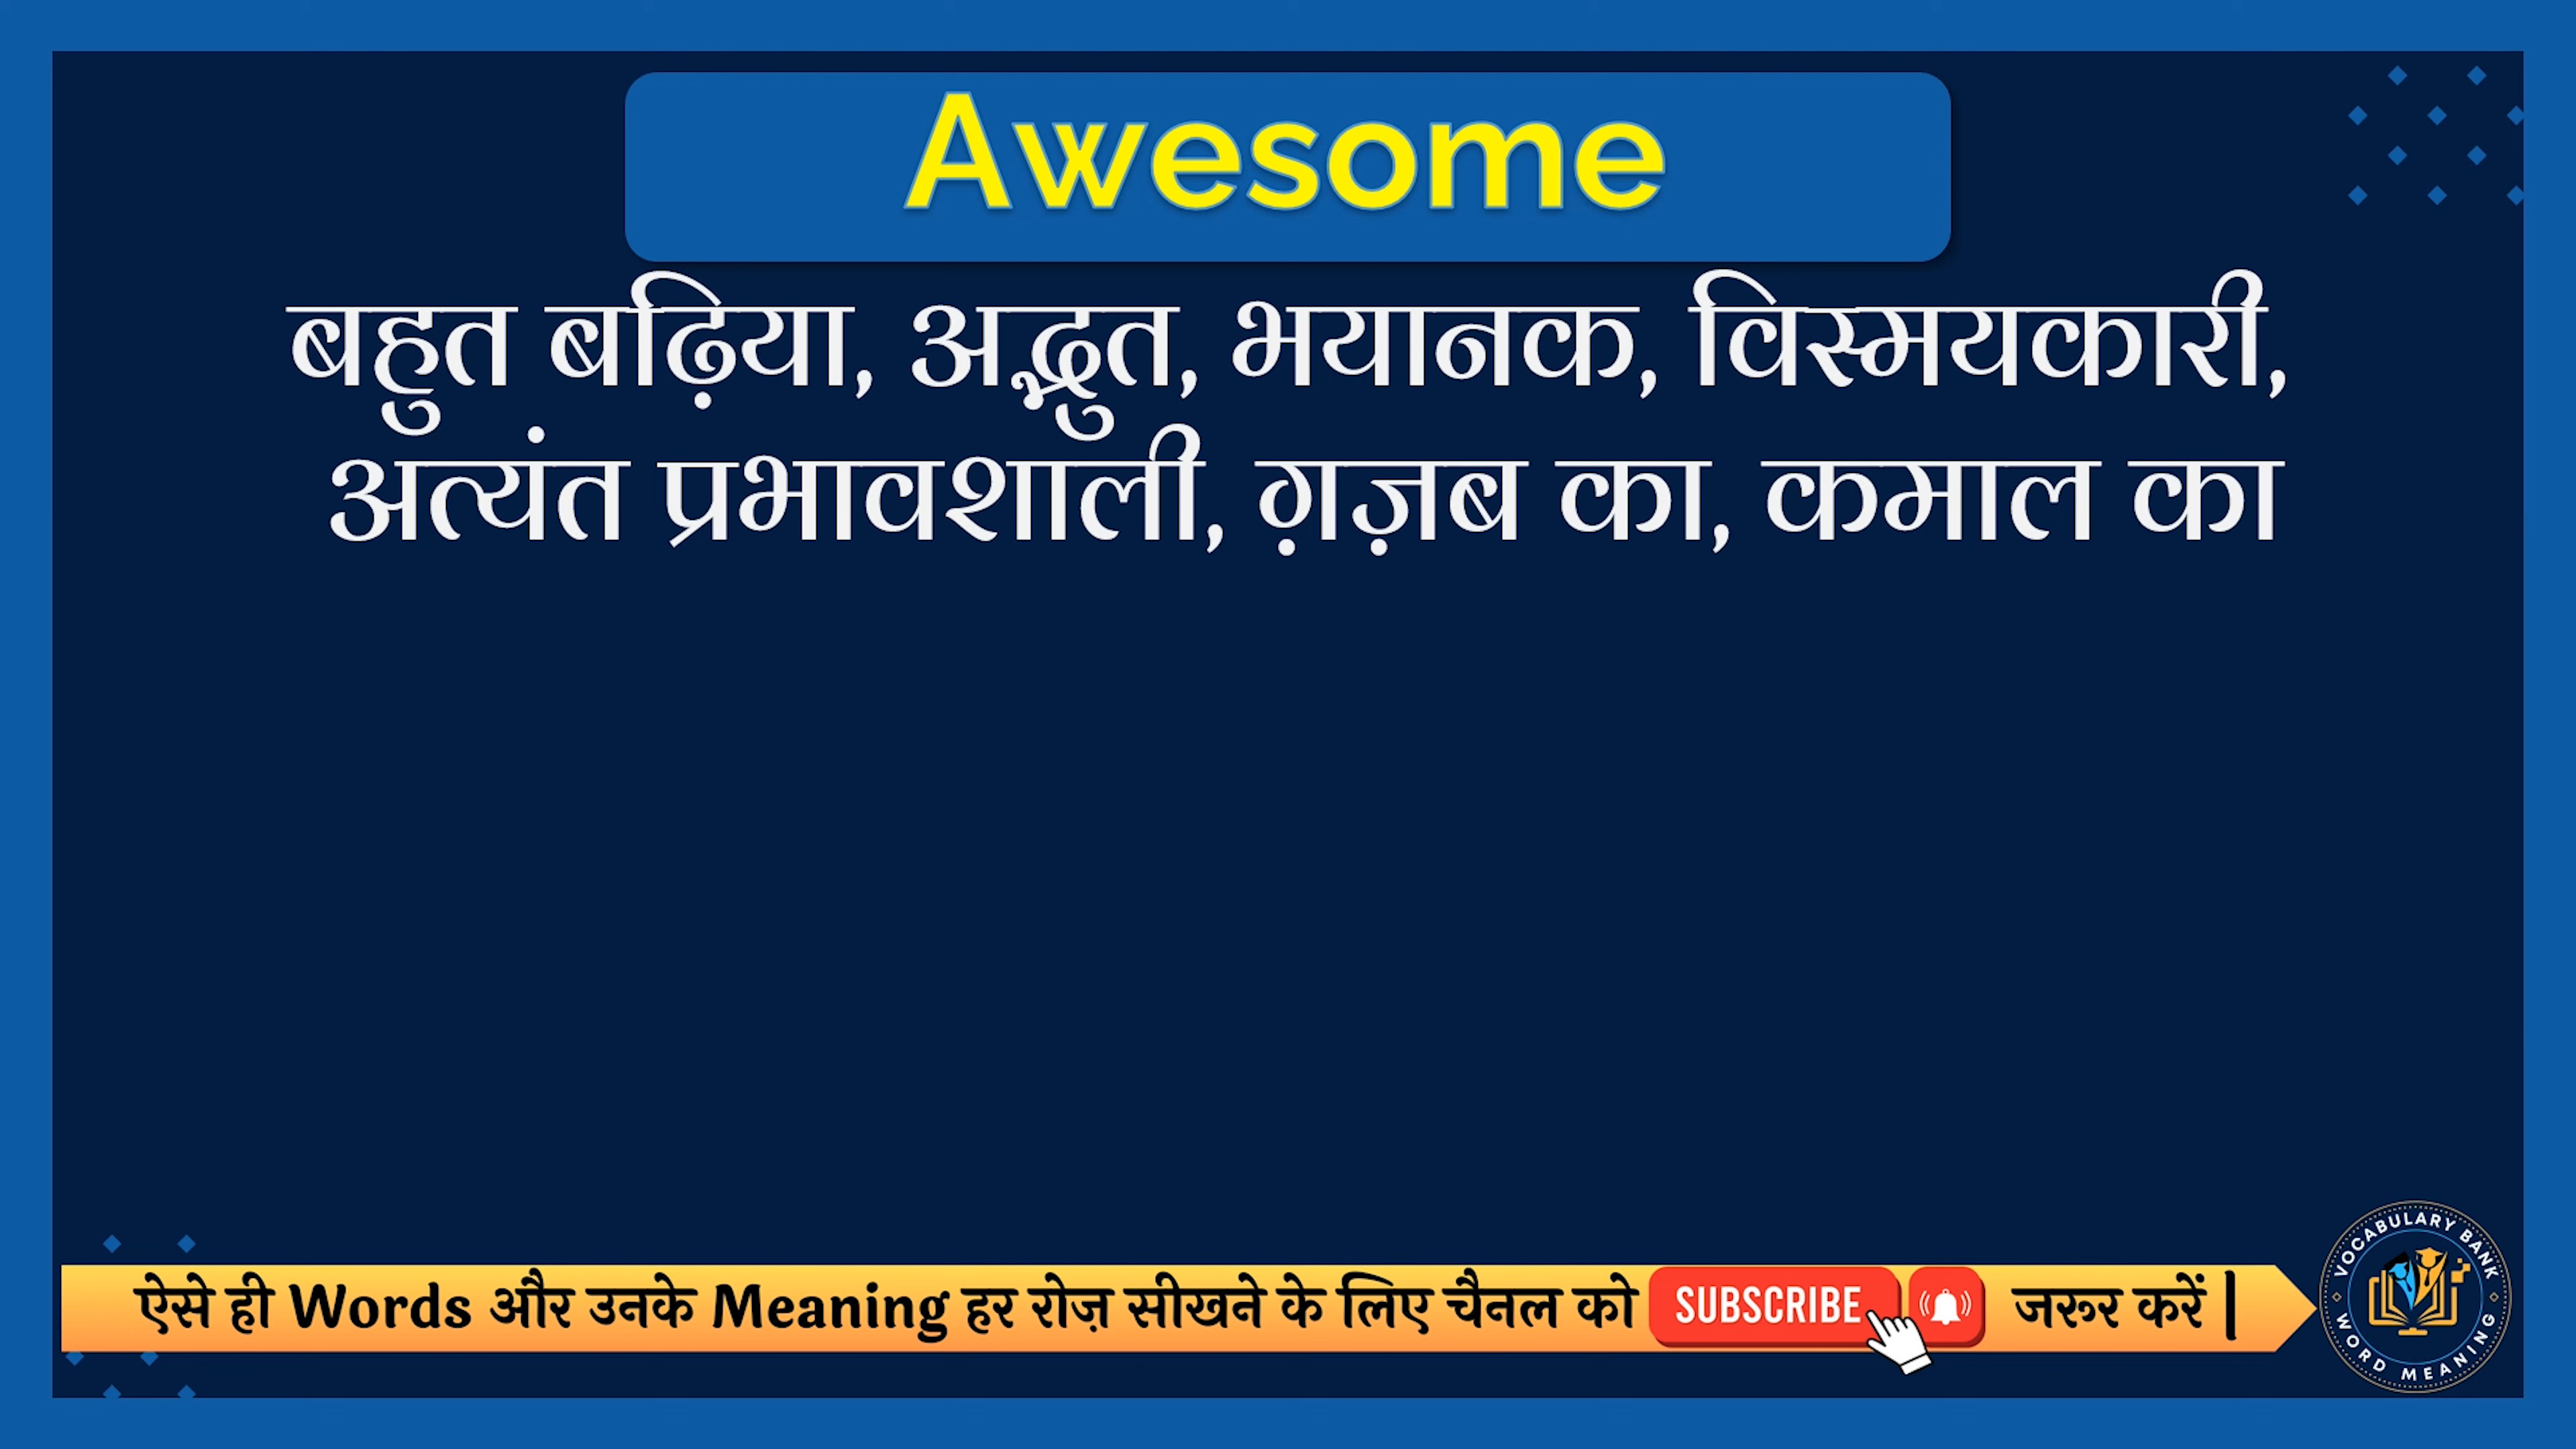 Awesome
बहुत बढ़िया, अद्भुत, भयानक, विस्मयकारी,
अत्यंत प्रभावशाली, ग़ज़ब का, कमाल का
ऐसे ही Words और उनके Meaning हर रोज़ सीखने के लिए चैनल को SUBSCRIBE जरूर करें |
VOCABULARY BANK
WORD MEANING